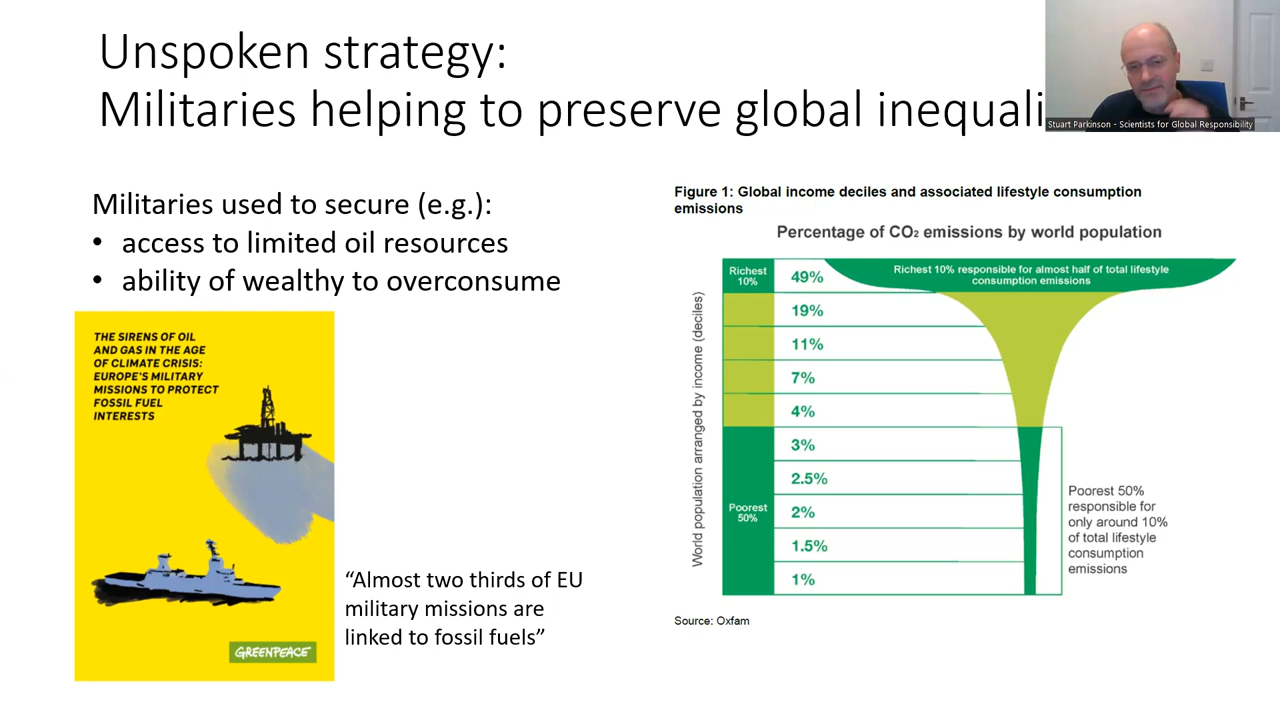 Unspoken strategy:
Militaries helping to preserve global inequali
Stuart Parkinson - Scientists for Global Responsibility
Militaries used to secure (e.g.):
• access to limited oil resources
• ability of wealthy to overconsume
THE SIRENS OF OIL
AND GAS IN THE AGE
OF CLIMATE CRISIS:
EUROPE'S MILITARY
MISSIONS TO PROTECT
FOSSIL FUEL
INTERESTS
GREENPEACE
“Almost two thirds of EU
military missions are
linked to fossil fuels”
Figure 1: Global income deciles and associated lifestyle consumption
emissions
Percentage of CO₂ emissions by world population
World population arranged by income (deciles)
Richest
10%
49%
Richest 10% responsible for almost half of total lifestyle
consumption emissions
19%
11%
7%
4%
3%
2.5%
Poorest
50%
2%
1.5%
1%
Poorest 50%
responsible for
only around 10%
of total lifestyle
consumption
emissions
Source: Oxfam